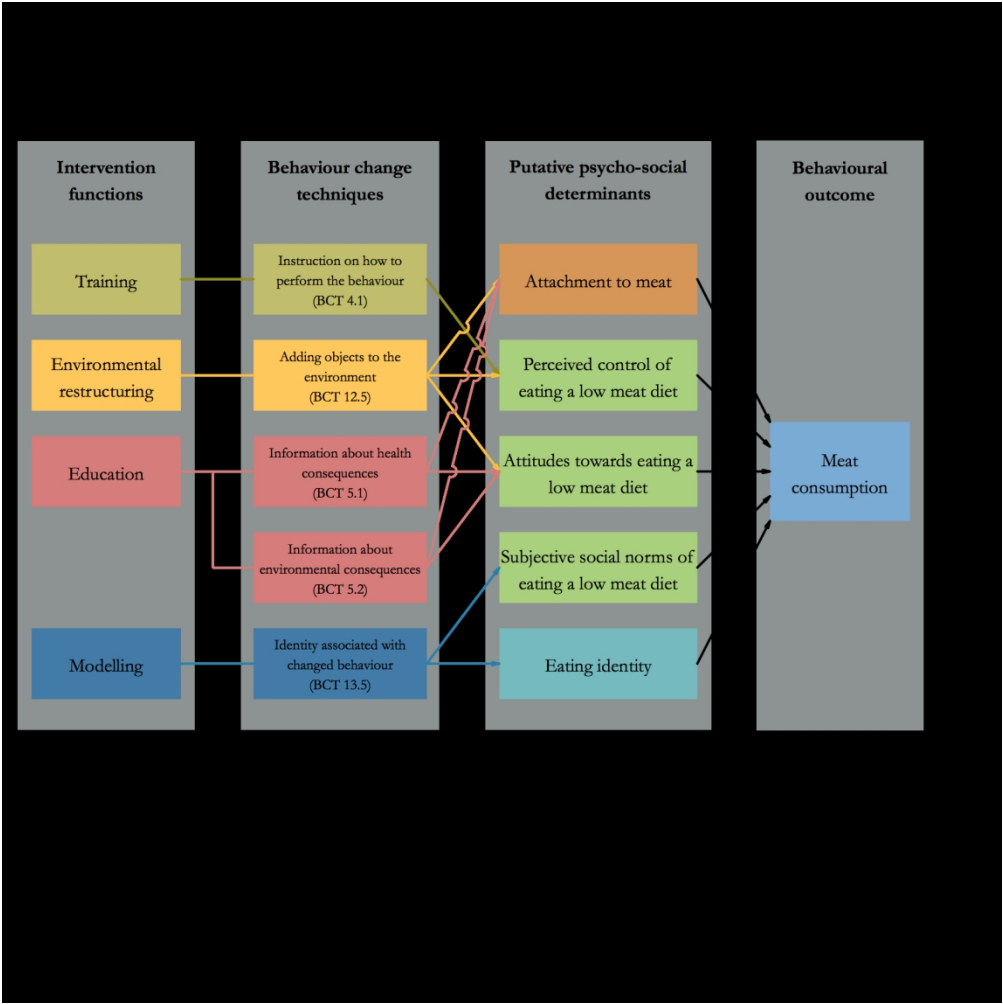 Intervention
functions
Behaviour change
techniques
Putative psycho-social
determinants
Behavioural
outcome
Training
Instruction on how to
perform the behaviour
(BCT 4.1)
Attachment to meat
Environmental
restructuring
Adding objects to the
environment
(BCT 12.5)
Perceived control of
eating a low meat diet
Education
Information about health
consequences
(BCT 5.1)
Attitudes towards eating a
low meat diet
Meat
consumption
Information about
environmental consequences
(BCT 5.2)
Subjective social norms of
eating a low meat diet
Modelling
Identity associated with
changed behaviour
(BCT 13.5)
Eating identity